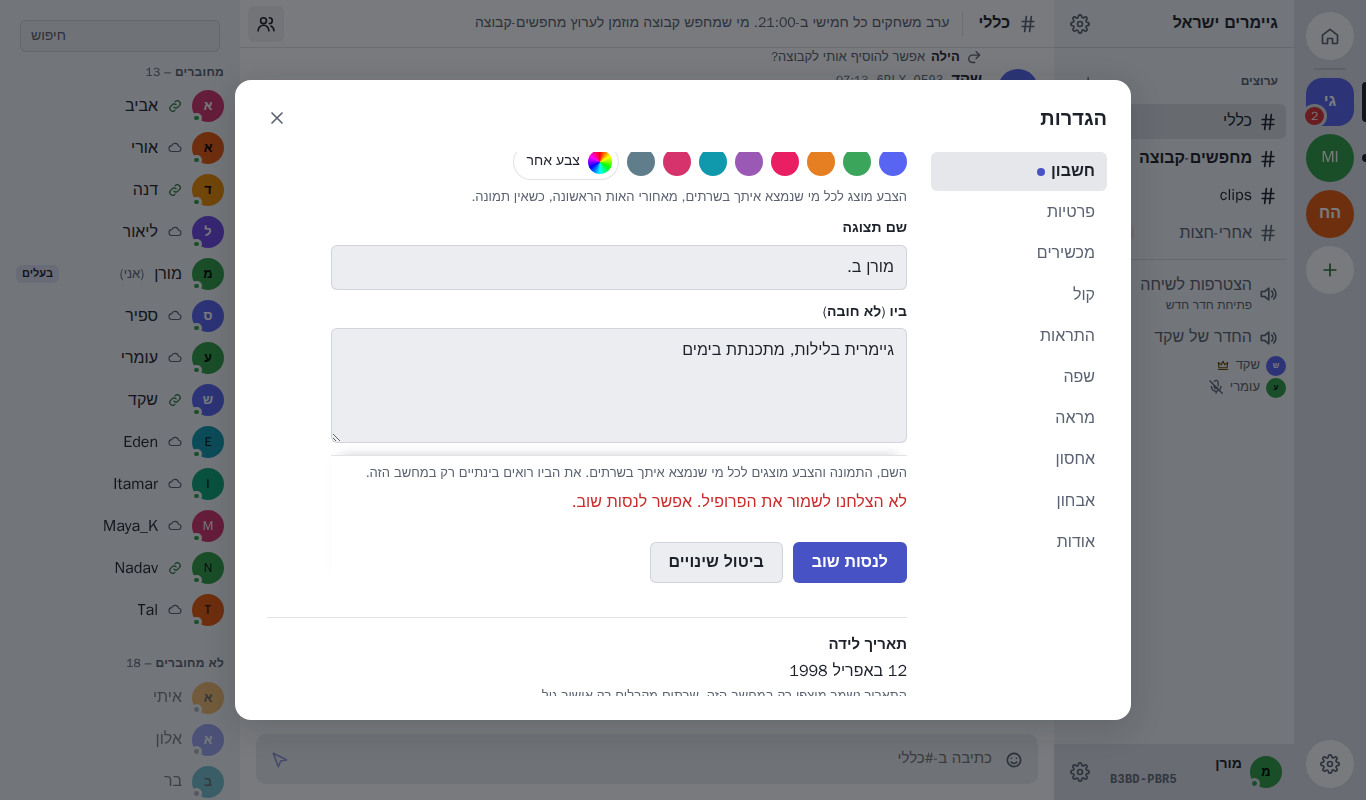 גיימרים ישראל
# כללי
ערב משחקים כל חמישי ב-21:00. מי שמחפש קבוצה מוזמן לערוץ מחפשים-קבוצה
חיפוש
גי
2
MI
הח
ערוצים
כללי
מחפשים-קבוצה
clips
אחרי-חצות
הצטרפות לשיחה
פתיחת חדר חדש
החדר של שקד
ש שקד
ע עומרי
הילה אפשר להוסיף אותי לקבוצה?
הגדרות
חשבון
פרטיות
מכשירים
קול
התראות
שפה
מראה
אחסון
אבחון
אודות
צבע אחר
הצבע מוצג לכל מי שנמצא איתך בשרתים, מאחורי האות הראשונה, כשאין תמונה.
שם תצוגה
מורן ב.
ביו (לא חובה)
גיימרית בלילות, מתכנתת בימים
השם, התמונה והצבע מוצגים לכל מי שנמצא איתך בשרתים. את הביו רואים בינתיים רק במחשב הזה.
לא הצלחנו לשמור את הפרופיל. אפשר לנסות שוב.
לנסות שוב
ביטול שינויים
תאריך לידה
12 באפריל 1998
כתיבה ב-#כללי
מ מורן
B3BD-PBR5
מחוברים — 13
א אביב
א אורי
ד דנה
ל ליאור
מ מורן (אני) בעלים
ס ספיר
ע עומרי
ש שקד
E Eden
I Itamar
M Maya_K
N Nadav
T Tal
לא מחוברים — 18
א איתי
א אלון
ב בר